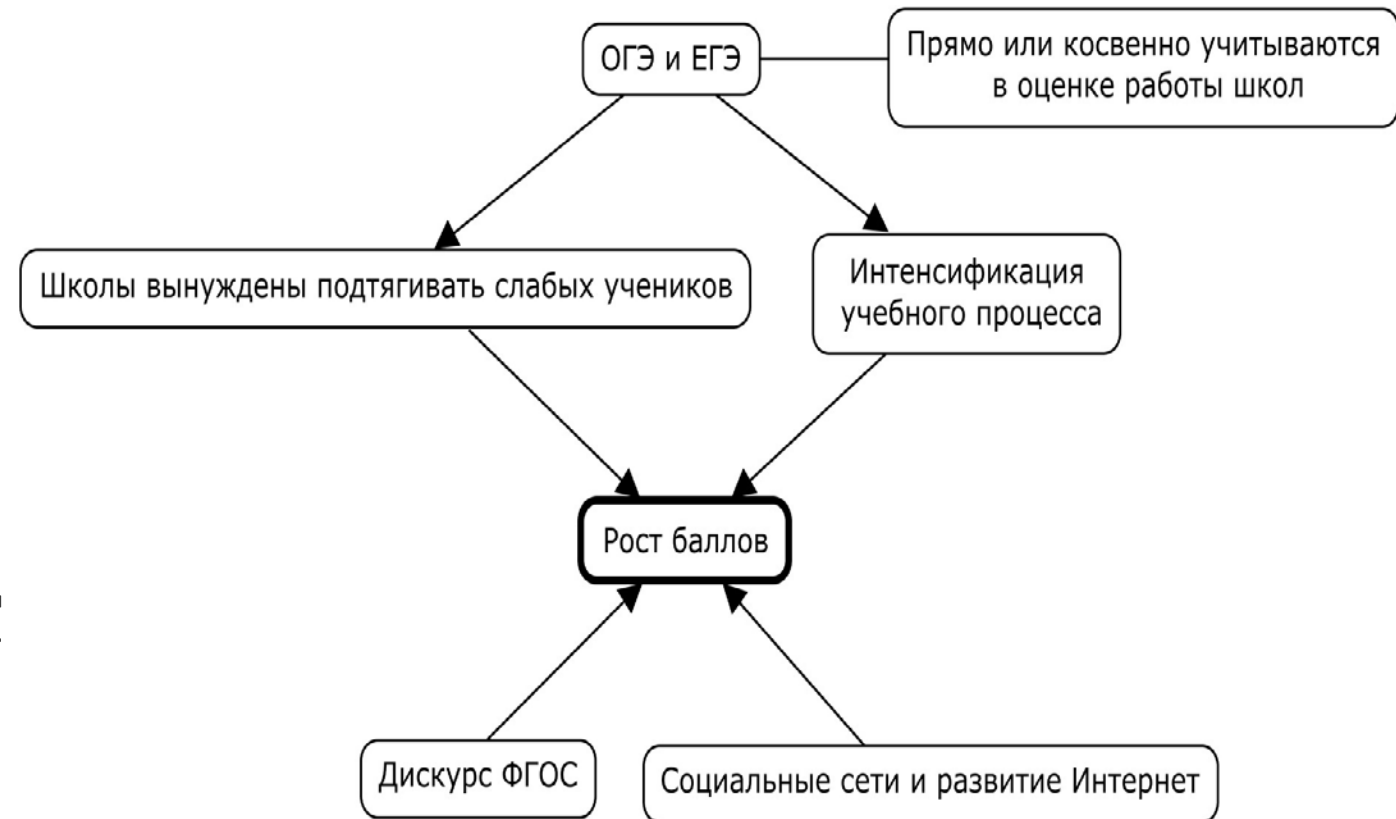 ОГЭ и ЕГЭ
Прямо или косвенно учитываются
в оценке работы школ
Школы вынуждены подтягивать слабых учеников
Интенсификация
учебного процесса
Рост баллов
Дискурс ФГОС
Социальные сети и развитие Интернет